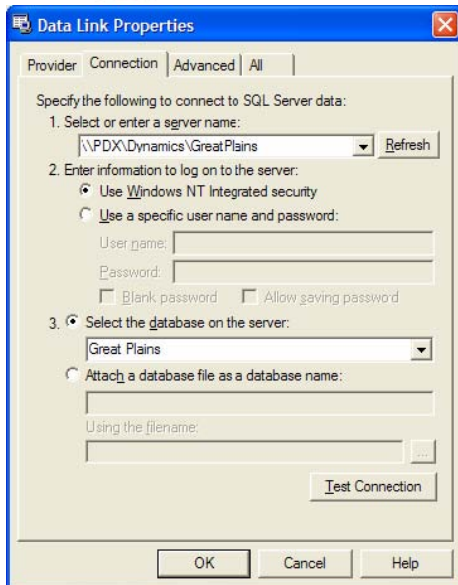 Data Link Properties
Provider Connection Advanced All
Specify the following to connect to SQL Server data:
1. Select or enter a server name:
\\PDX\Dynamics\GreatPlains Refresh
2. Enter information to log on to the server:
Use Windows NT Integrated security
Use a specific user name and password:
User name:
Password:
Blank password Allow saving password
3. Select the database on the server:
Great Plains
Attach a database file as a database name:
Using the filename:
...
Test Connection
OK Cancel Help